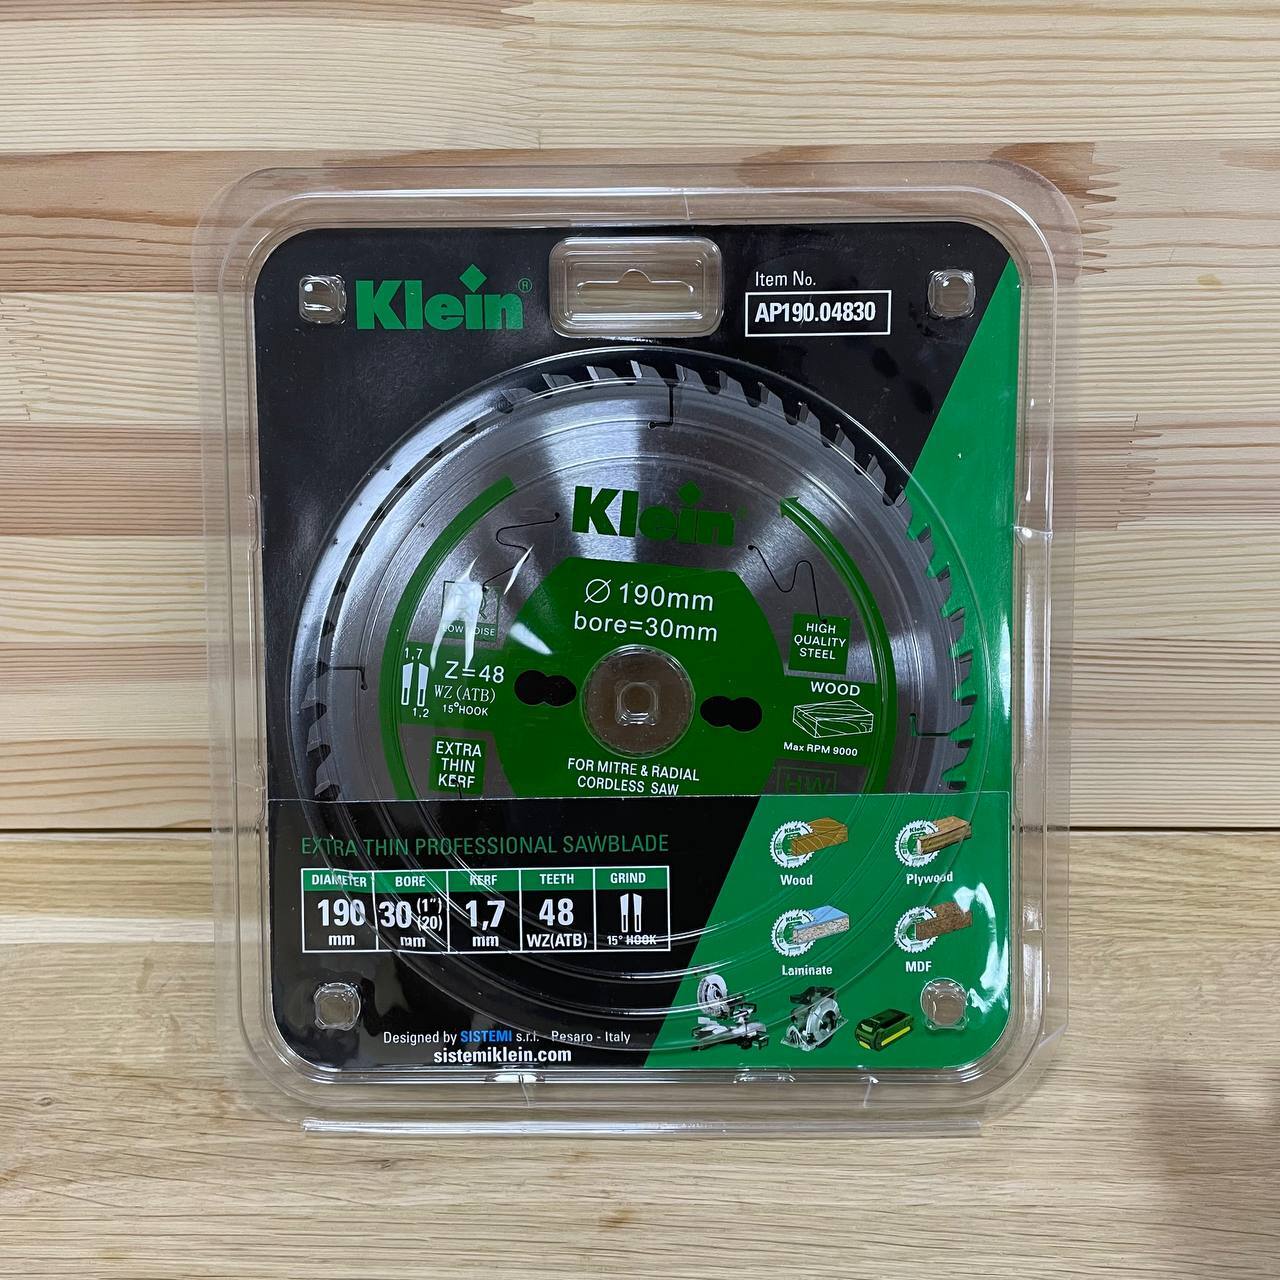 Klein®
Item No.
AP190.04830
Klein
Ø 190mm
bore=30mm
LOW NOISE
HIGH
QUALITY
STEEL
1,7
Z=48
WZ(ATB)
15°HOOK
1,2
WOOD
Max RPM 9000
EXTRA
THIN
KERF
FOR MITRE & RADIAL
CORDLESS SAW
EXTRA THIN PROFESSIONAL SAWBLADE
DIAMETER BORE KERF TEETH GRIND
190 30 (1") (20) 1,7 48
mm mm mm WZ(ATB) 15° HOOK
Wood
Plywood
Laminate
MDF
Designed by SISTEMI s.r.l. - Pesaro - Italy
sistemiklein.com